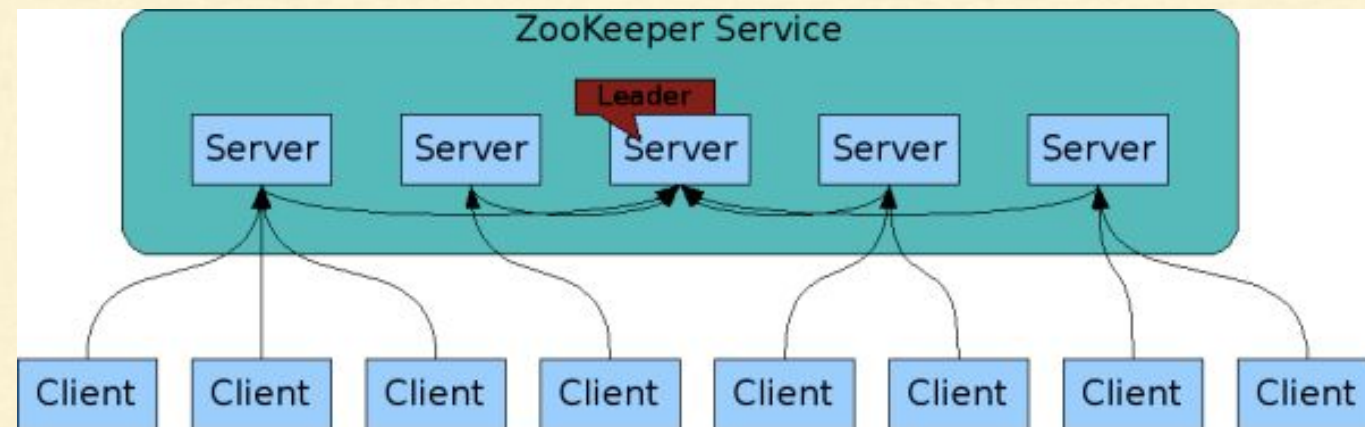 ZooKeeper Service
Leader
Server Server Server Server Server
Client Client Client Client Client Client Client Client